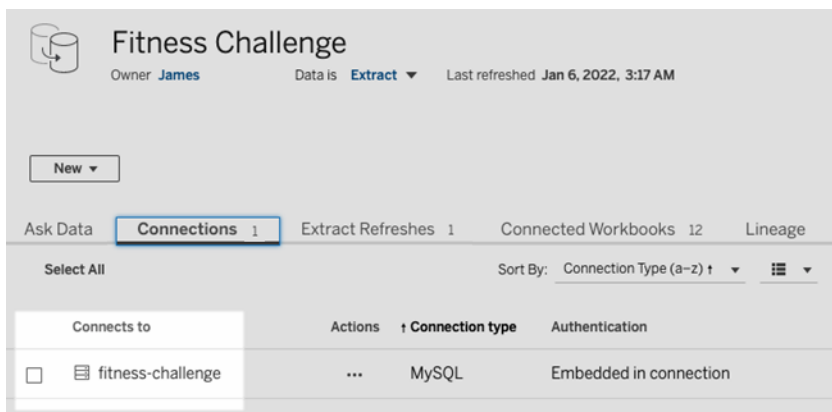 Fitness Challenge
Owner James Data is Extract Last refreshed Jan 6, 2022, 3:17 AM
New
Ask Data Connections 1 Extract Refreshes 1 Connected Workbooks 12 Lineage
Select All Sort By: Connection Type (a–z) ↑
Connects to Actions ↑ Connection type Authentication
fitness-challenge ... MySQL Embedded in connection